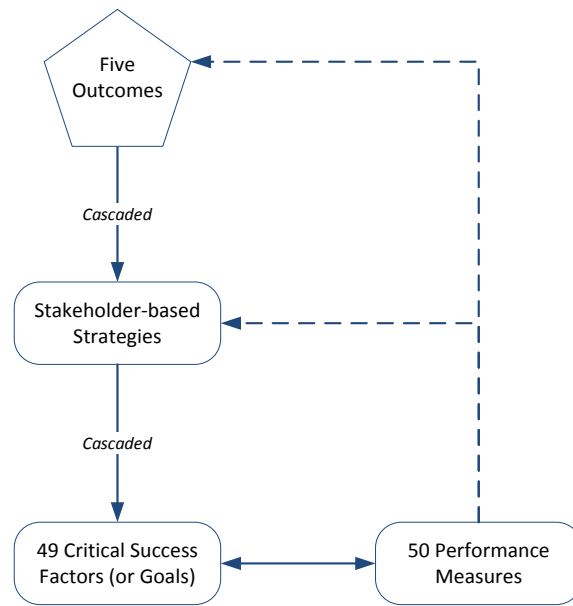 Five
Outcomes
Cascaded
Stakeholder-based
Strategies
Cascaded
49 Critical Success
Factors (or Goals)
50 Performance
Measures